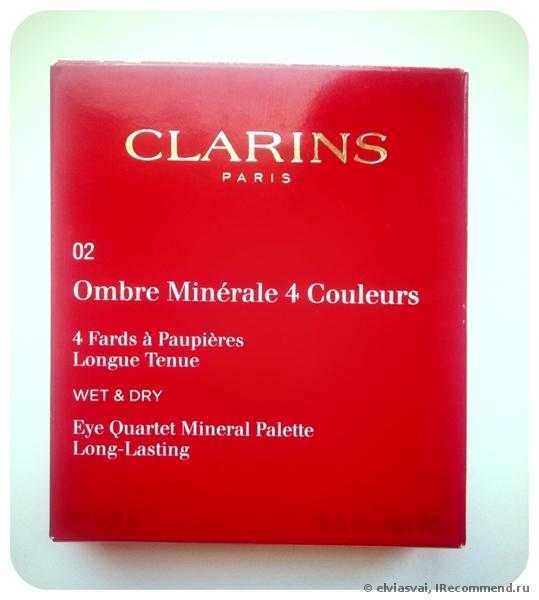 CLARINS
PARIS
02
Ombre Minérale 4 Couleurs
4 Fards à Paupières
Longue Tenue
WET & DRY
Eye Quartet Mineral Palette
Long-Lasting
© elviasvai, IRecommend.ru